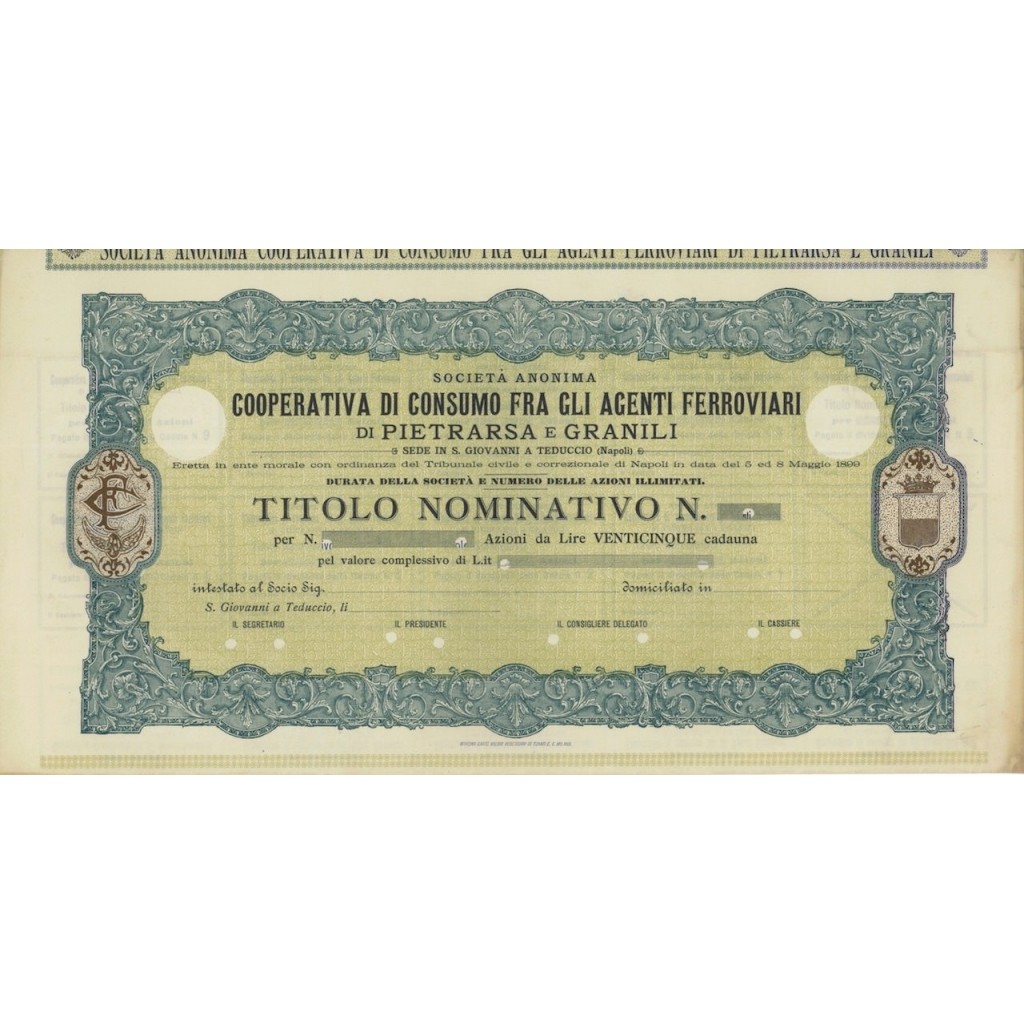 SOCIETÀ ANONIMA COOPERATIVA DI CONSUMO FRA GLI AGENTI FERROVIARI DI PIETRARSA E GRANILI
SOCIETÀ ANONIMA
COOPERATIVA DI CONSUMO FRA GLI AGENTI FERROVIARI
DI PIETRARSA E GRANILI
SEDE IN S. GIOVANNI A TEDUCCIO (Napoli)
Eretta in ente morale con ordinanza del Tribunale civile e correzionale di Napoli in data del 5 ed 8 Maggio 1899
DURATA DELLA SOCIETÀ E NUMERO DELLE AZIONI ILLIMITATI.
TITOLO NOMINATIVO N.
per N. Azioni da Lire VENTICINQUE cadauna
pel valore complessivo di L.it
intestato al Socio Sig. domiciliato in
S. Giovanni a Teduccio, li
IL SEGRETARIO IL PRESIDENTE IL CONSIGLIERE DELEGATO IL CASSIERE